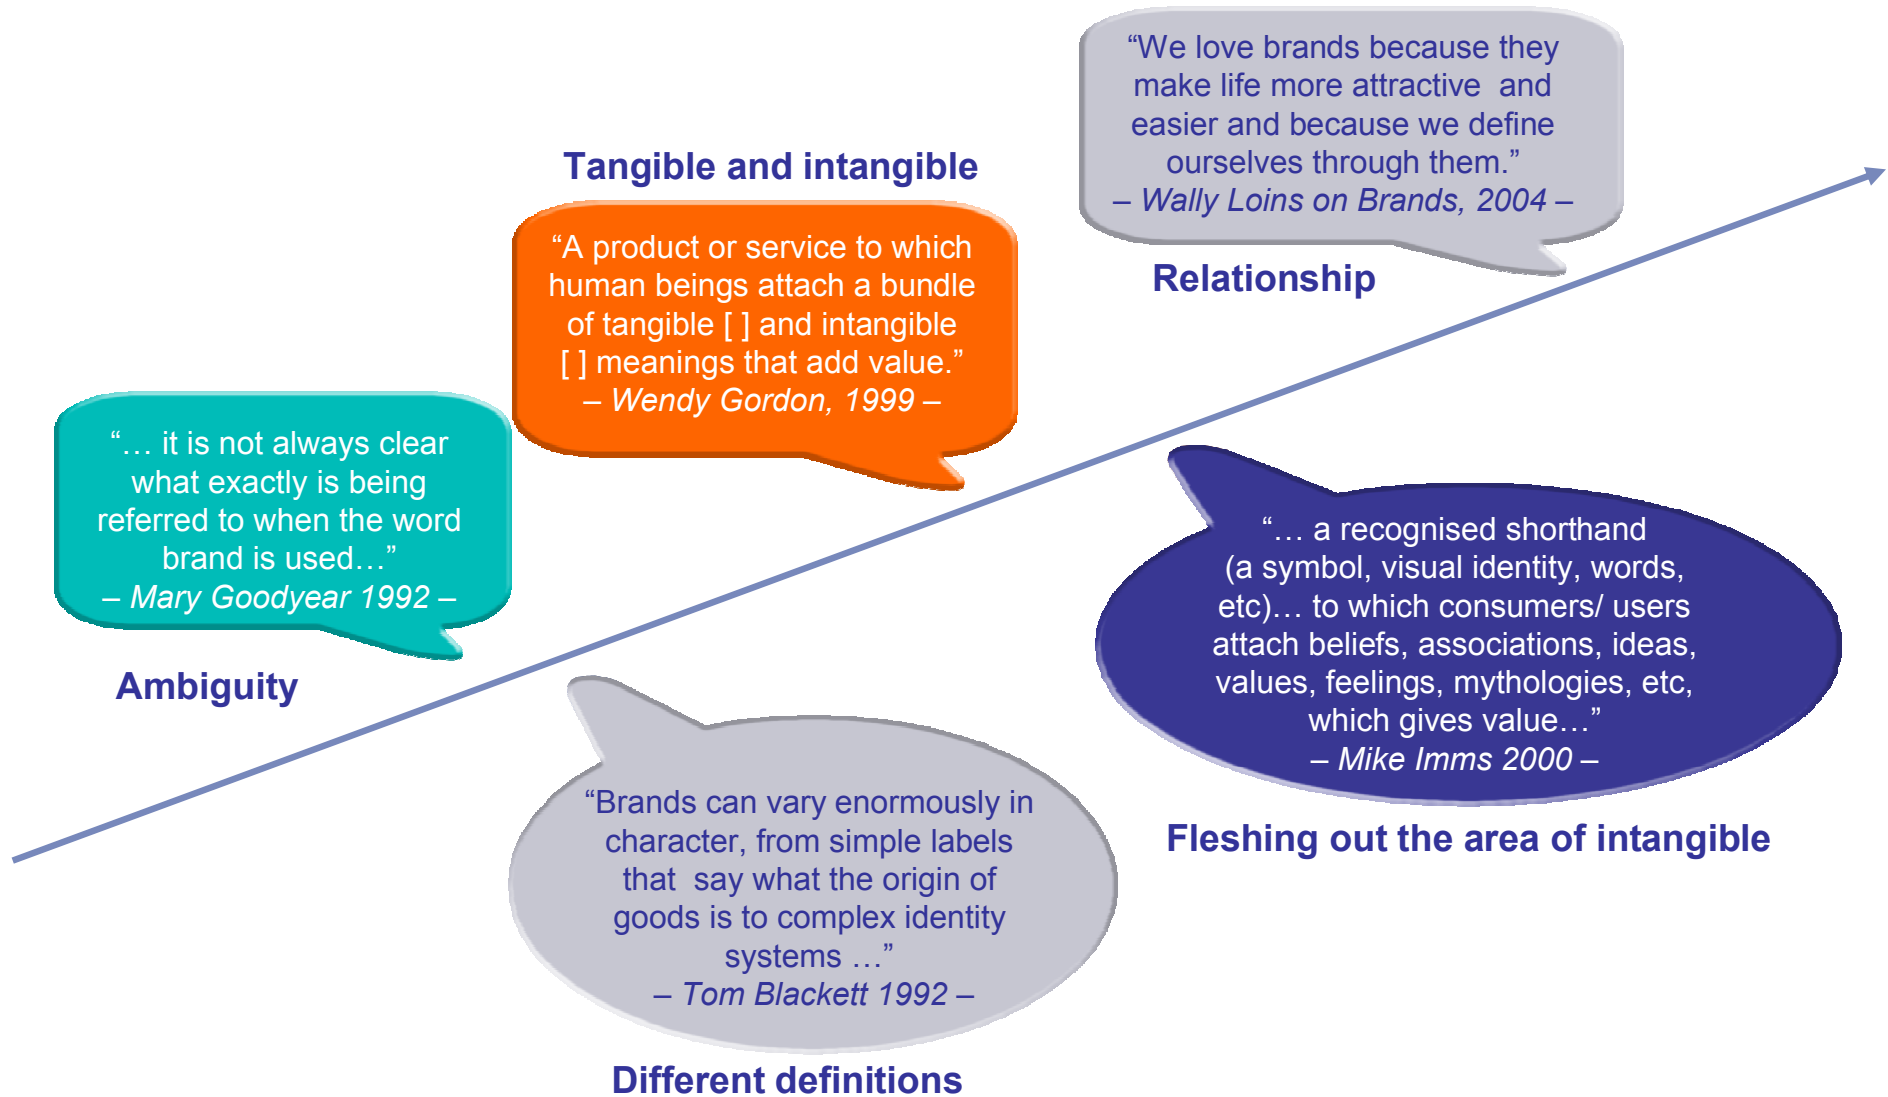 “We love brands because they
make life more attractive  and
easier and because we define
ourselves through them.”
– Wally Loins on Brands, 2004 –
Relationship
Tangible and intangible
“A product or service to which
human beings attach a bundle
of tangible [ ] and intangible
[ ] meanings that add value.”
– Wendy Gordon, 1999 –
“… it is not always clear
what exactly is being
referred to when the word
brand is used…”
– Mary Goodyear 1992 –
Ambiguity
“… a recognised shorthand
(a symbol, visual identity, words,
etc)… to which consumers/ users
attach beliefs, associations, ideas,
values, feelings, mythologies, etc,
which gives value…”
– Mike Imms 2000 –
Fleshing out the area of intangible
“Brands can vary enormously in
character, from simple labels
that  say what the origin of
goods is to complex identity
systems …”
– Tom Blackett 1992 –
Different definitions